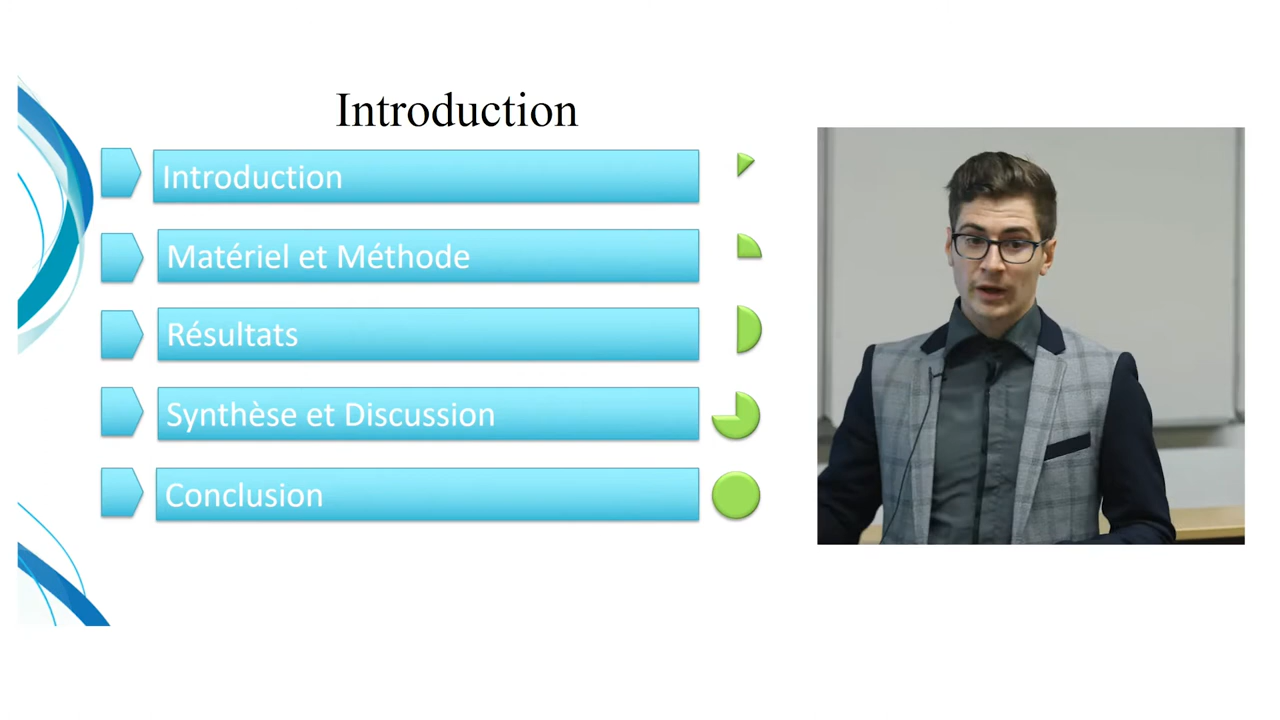 Introduction
Introduction
Matériel et Méthode
Résultats
Synthèse et Discussion
Conclusion